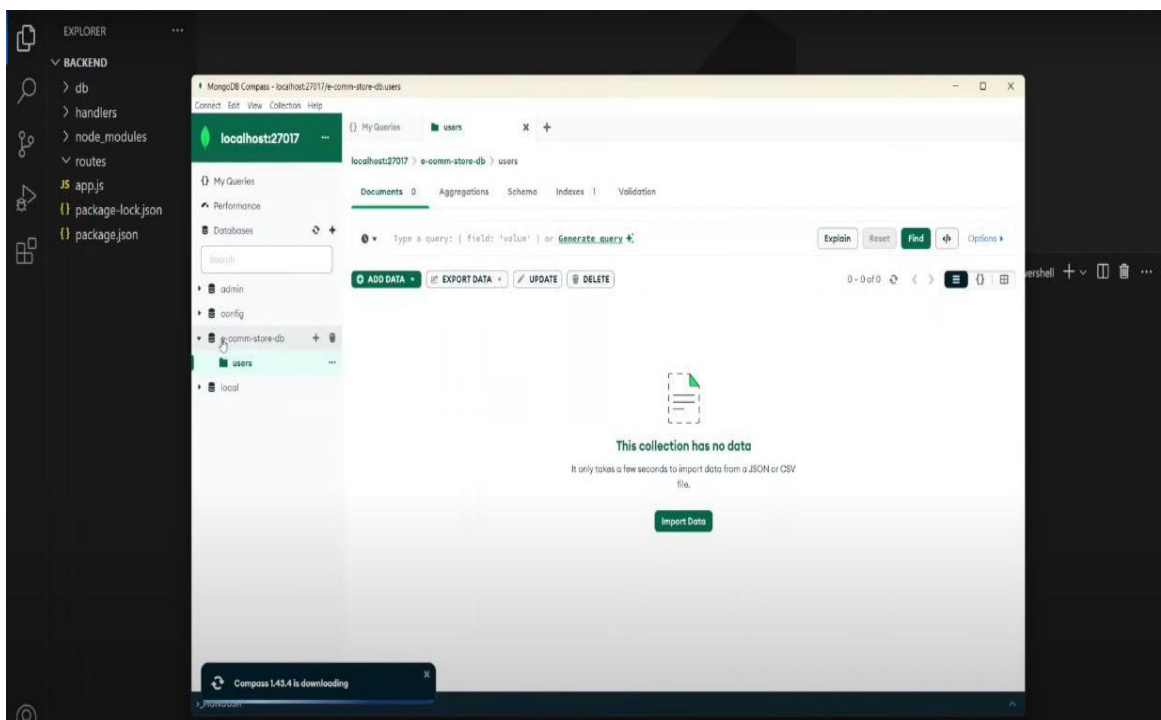 EXPLORER ...
BACKEND
db
handlers
node_modules
routes
JS app.js
{} package-lock.json
{} package.json
MongoDB Compass - localhost:27017/e-comm-store-db.users
Connect Edit View Collection Help
localhost:27017 ...
{} My Queries
Performance
Databases
Search
admin
config
e-comm-store-db
users ...
local
{} My Queries users
localhost:27017 > e-comm-store-db > users
Documents 0 Aggregations Schema Indexes 1 Validation
Type a query: { field: 'value' } or Generate query
Explain Reset Find </> Options
ADD DATA EXPORT DATA UPDATE DELETE
0 – 0 of 0 {}
This collection has no data
It only takes a few seconds to import data from a JSON or CSV
file.
Import Data
Compass 1.43.4 is downloading